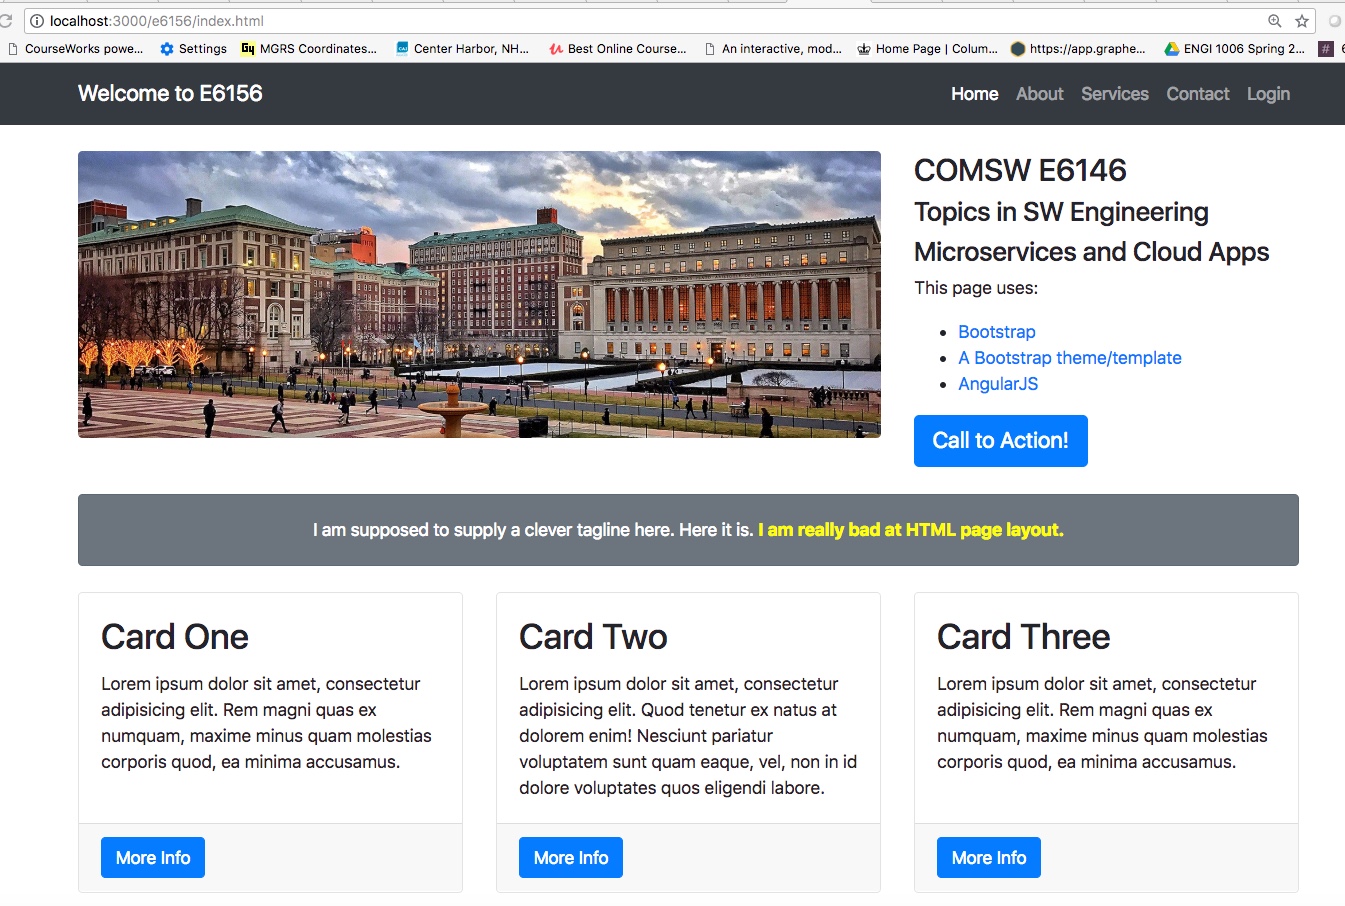 localhost:3000/e6156/index.html
CourseWorks powe... Settings MGRS Coordinates... Center Harbor, NH... Best Online Course... An interactive, mod... Home Page | Colum... https://app.graphe... ENGI 1006 Spring 2...
Welcome to E6156 Home About Services Contact Login
COMSW E6146
Topics in SW Engineering
Microservices and Cloud Apps
This page uses:
Bootstrap
A Bootstrap theme/template
AngularJS
Call to Action!
I am supposed to supply a clever tagline here. Here it is. I am really bad at HTML page layout.
Card One
Lorem ipsum dolor sit amet, consectetur
adipisicing elit. Rem magni quas ex
numquam, maxime minus quam molestias
corporis quod, ea minima accusamus.
More Info
Card Two
Lorem ipsum dolor sit amet, consectetur
adipisicing elit. Quod tenetur ex natus at
dolorem enim! Nesciunt pariatur
voluptatem sunt quam eaque, vel, non in id
dolore voluptates quos eligendi labore.
More Info
Card Three
Lorem ipsum dolor sit amet, consectetur
adipisicing elit. Rem magni quas ex
numquam, maxime minus quam molestias
corporis quod, ea minima accusamus.
More Info